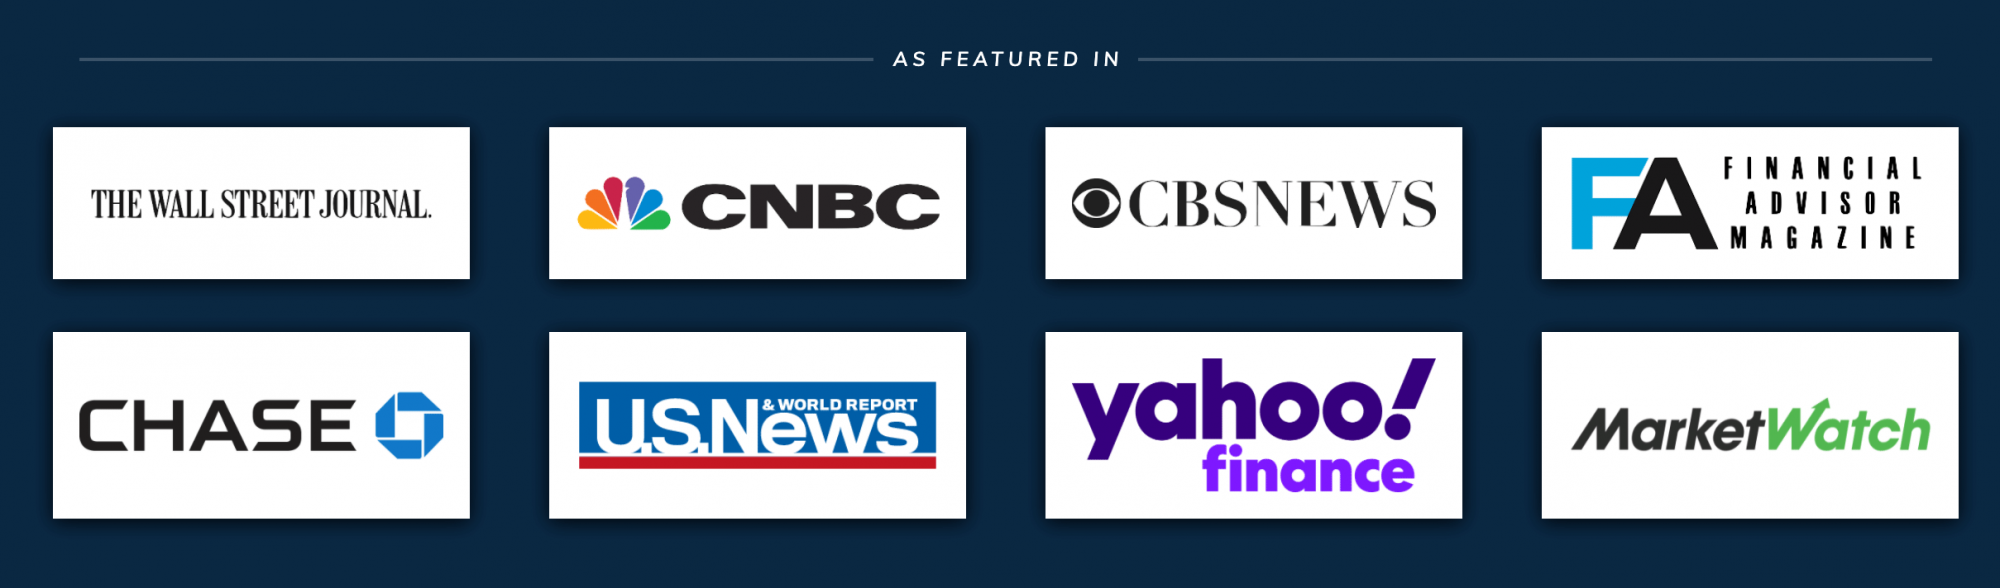 AS FEATURED IN
THE WALL STREET JOURNAL.
CNBC
CBSNEWS
FA
FINANCIAL
ADVISOR
MAGAZINE
CHASE
U.S.News
& WORLD REPORT
yahoo!
finance
MarketWatch